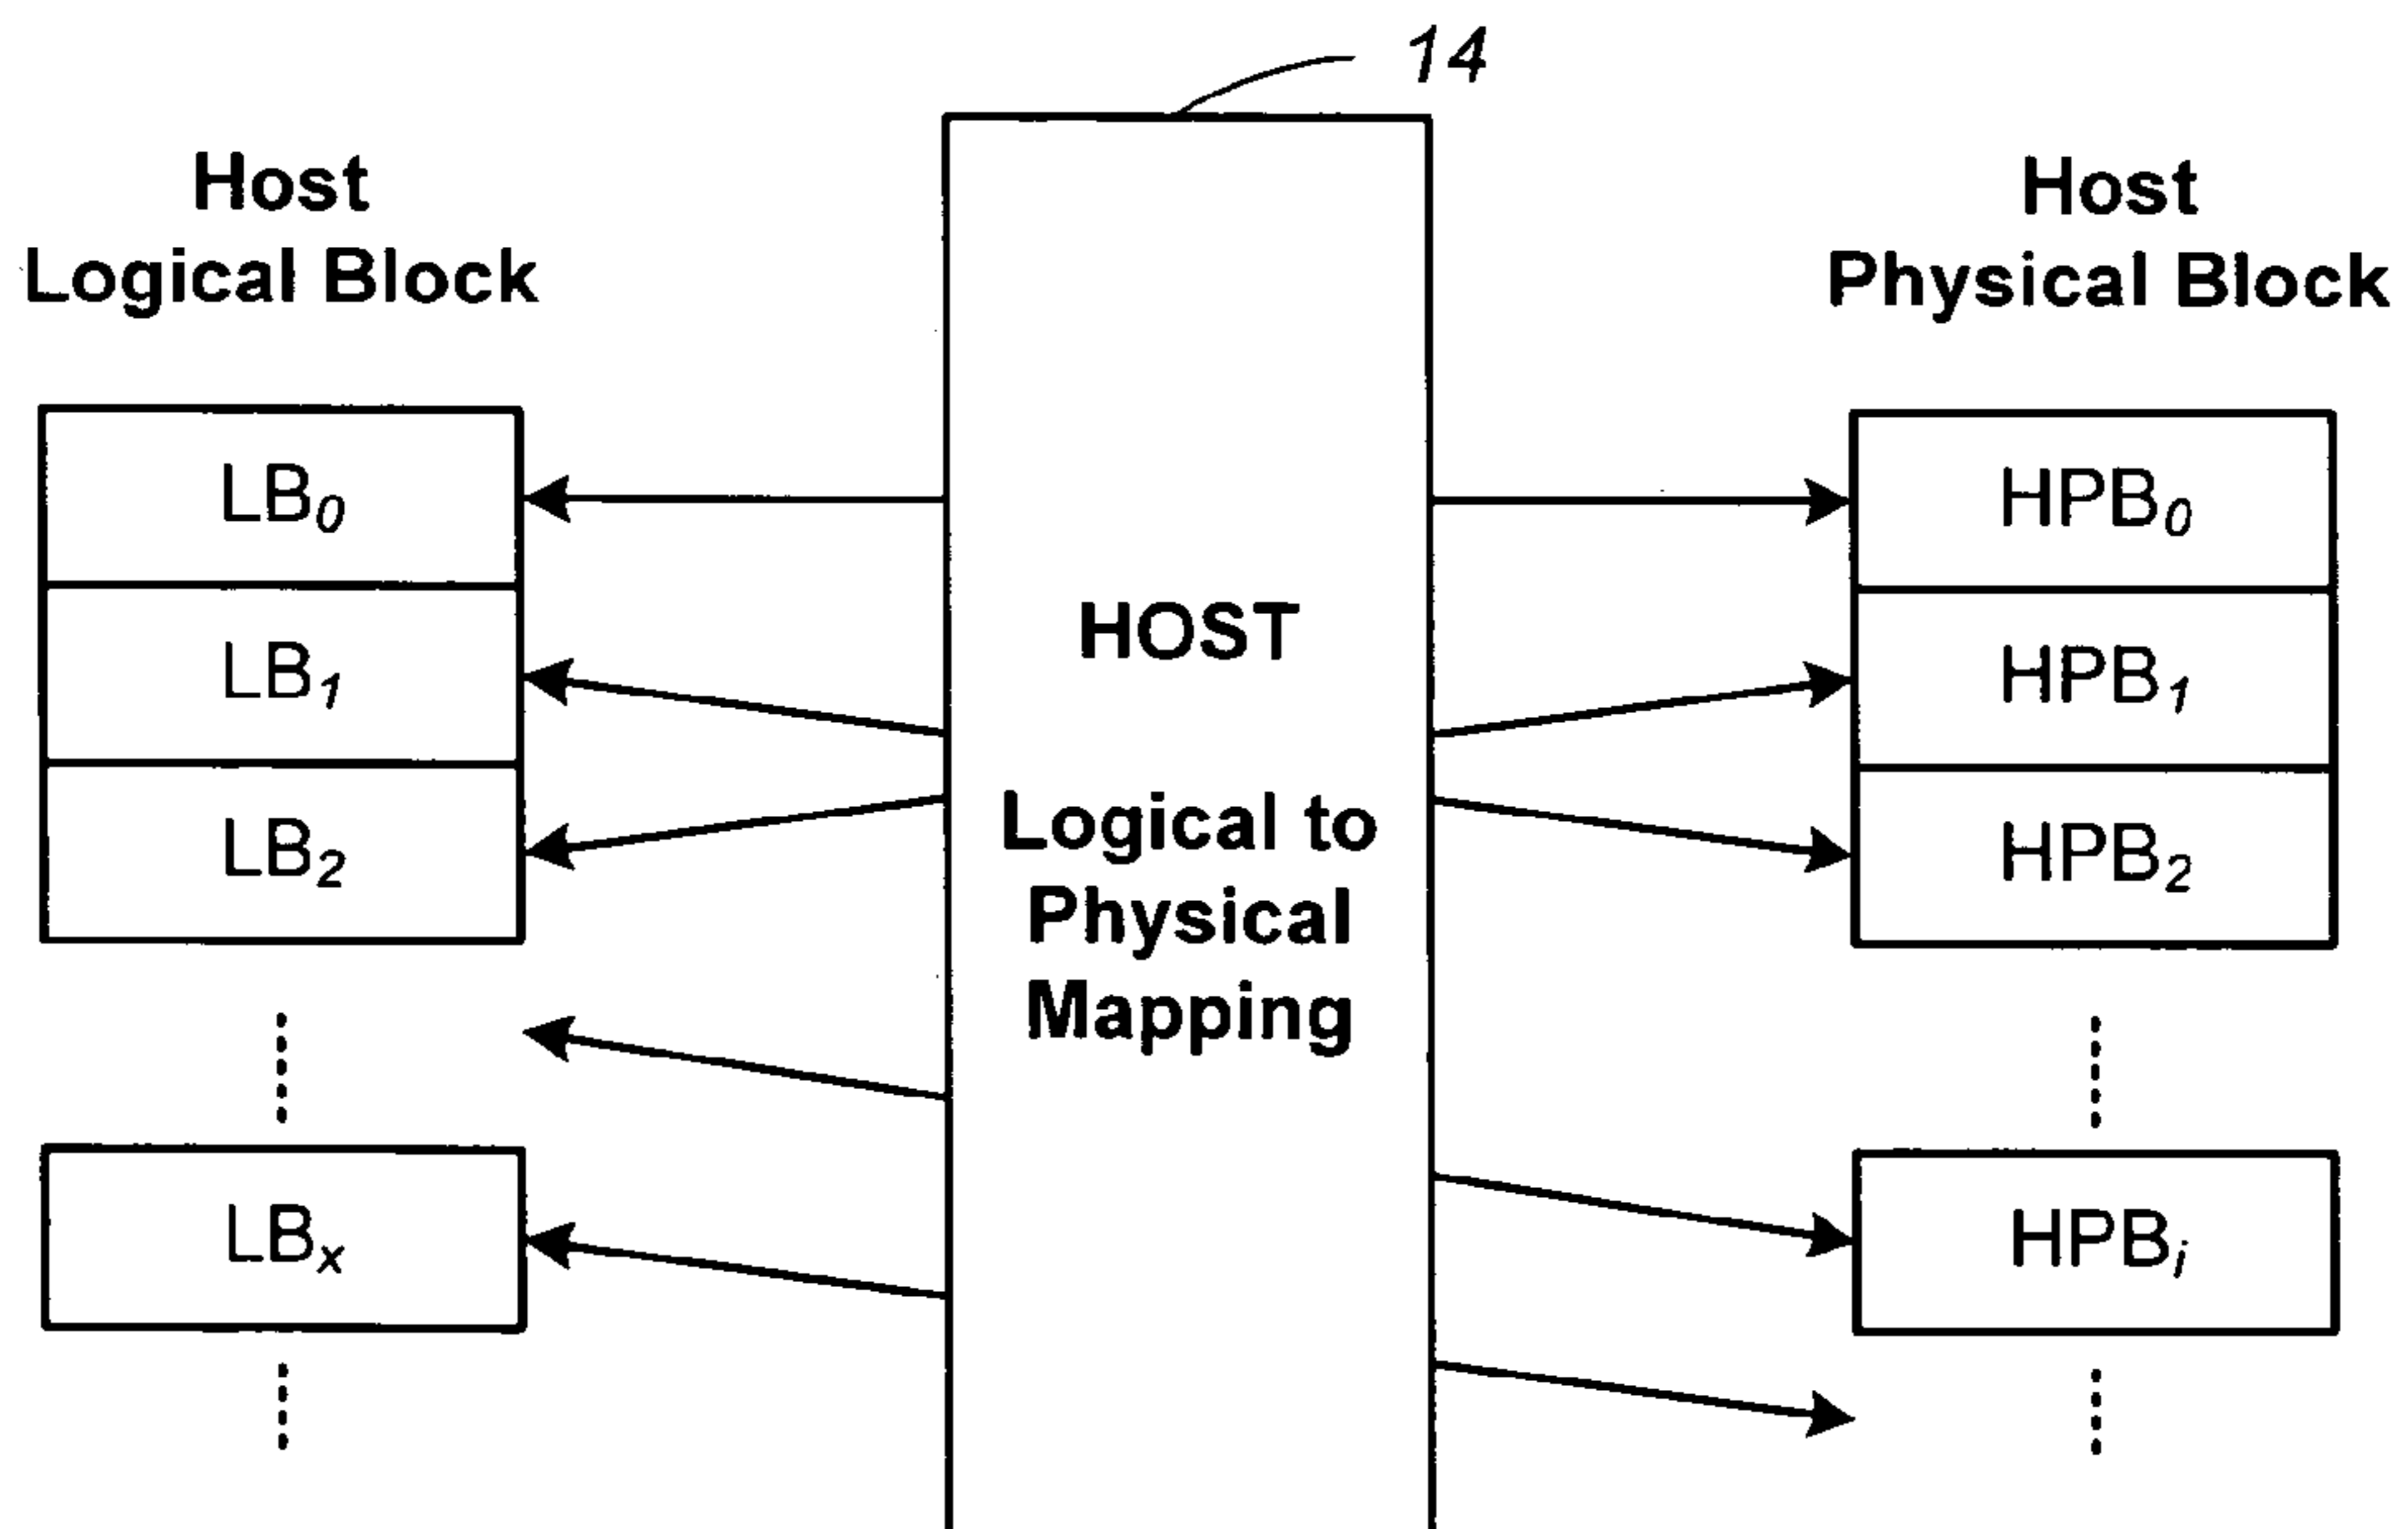 14
Host
Logical Block
LB0
LB1
LB2
LBx
HOST
Logical to
Physical
Mapping
Host
Physical Block
HPB0
HPB1
HPB2
HPBi